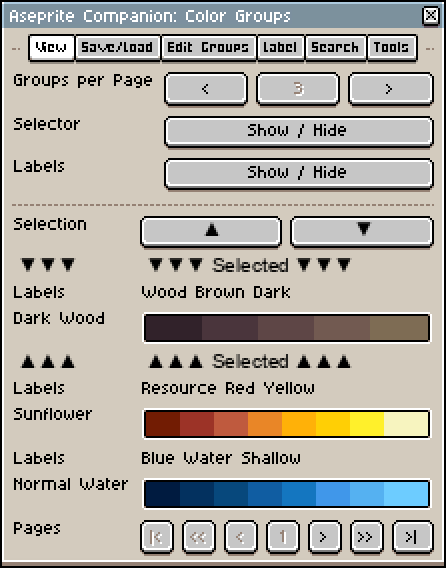 Aseprite Companion: Color Groups
View Save/Load Edit Groups Label Search Tools
Groups per Page < 3 >
Selector Show / Hide
Labels Show / Hide
Selection ▲ ▼
▼ ▼ ▼ ▼ ▼ ▼ Selected ▼ ▼ ▼
Labels Wood Brown Dark
Dark Wood
▲ ▲ ▲ ▲ ▲ ▲ Selected ▲ ▲ ▲
Labels Resource Red Yellow
Sunflower
Labels Blue Water Shallow
Normal Water
Pages |< << < 1 > >> >|